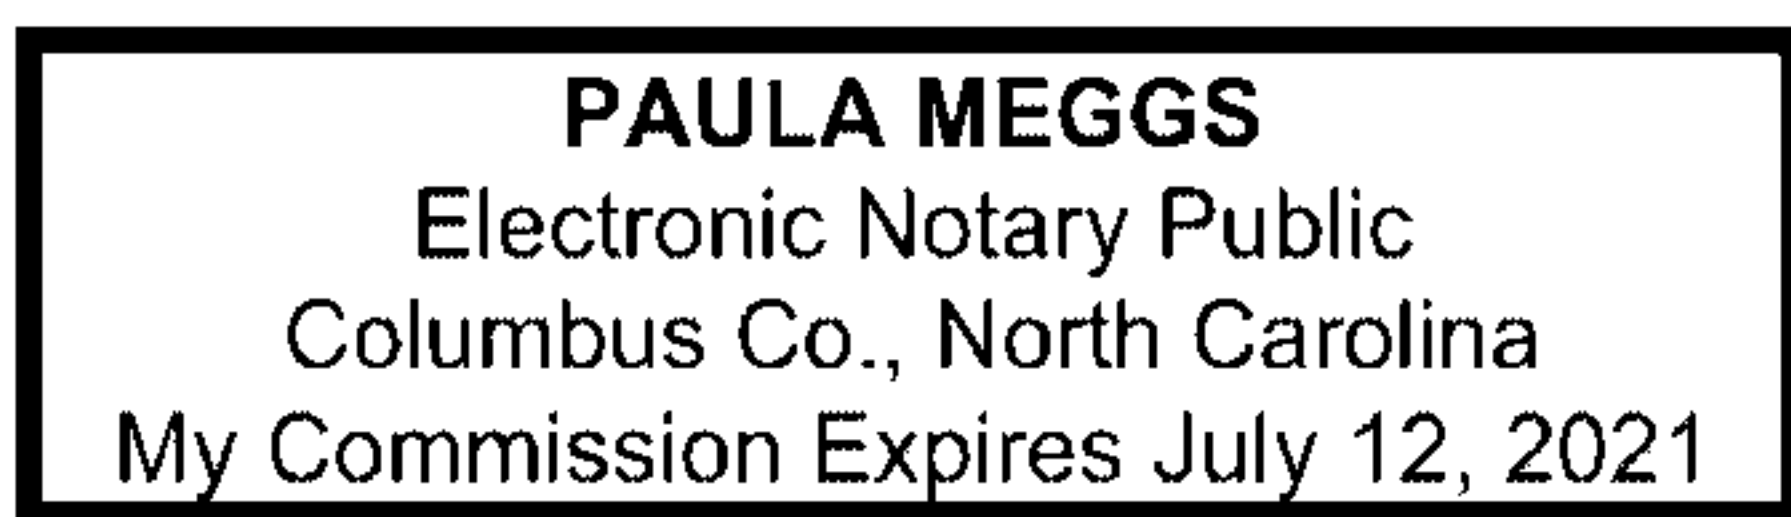 PAULA MEGGS
Electronic Notary Public
Columbus Co., North Carolina
My Commission Expires July 12, 2021